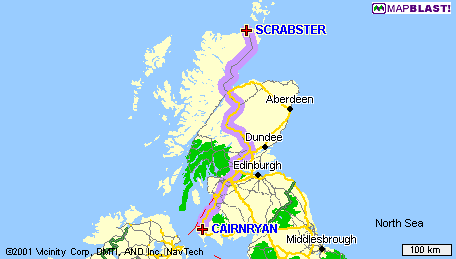 MAPBLAST!
SCRABSTER
Aberdeen
Dundee
Edinburgh
CAIRNRYAN
North Sea
Middlesbrough
©2001 Vicinity Corp, DMTI, AND Inc, NavTech
100 km